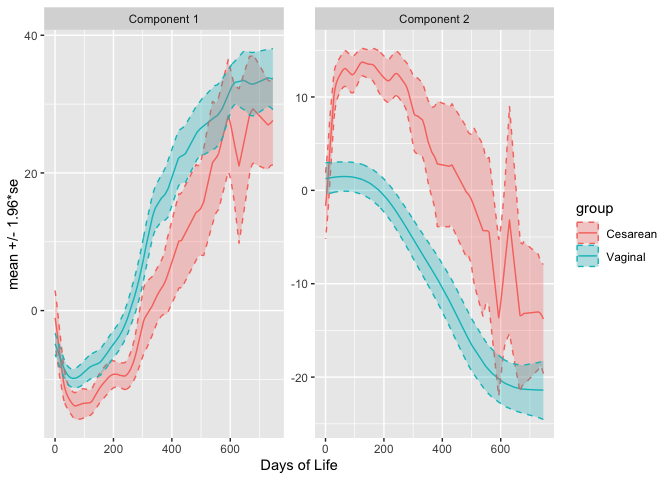 Component 1
Component 2
40
20
0
10
0
-10
-20
mean +/- 1.96*se
0
200
400
600
0
200
400
600
Days of Life
group
Cesarean
Vaginal